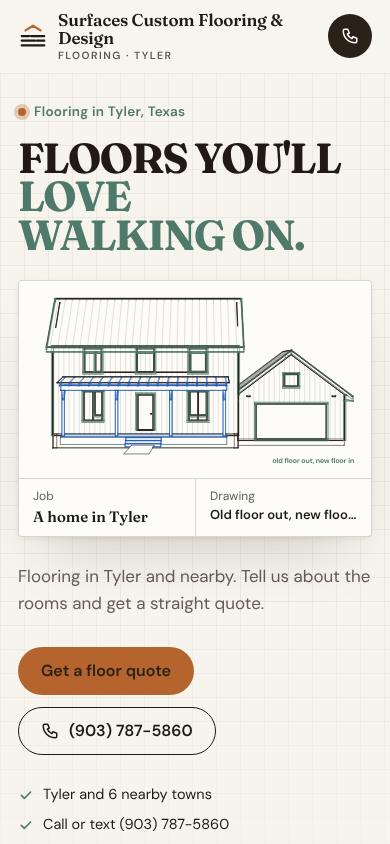 Surfaces Custom Flooring &
Design
FLOORING · TYLER
Flooring in Tyler, Texas
FLOORS YOU'LL
LOVE
WALKING ON.
old floor out, new floor in
Job
A home in Tyler
Drawing
Old floor out, new floo...
Flooring in Tyler and nearby. Tell us about the
rooms and get a straight quote.
Get a floor quote
(903) 787-5860
Tyler and 6 nearby towns
Call or text (903) 787-5860